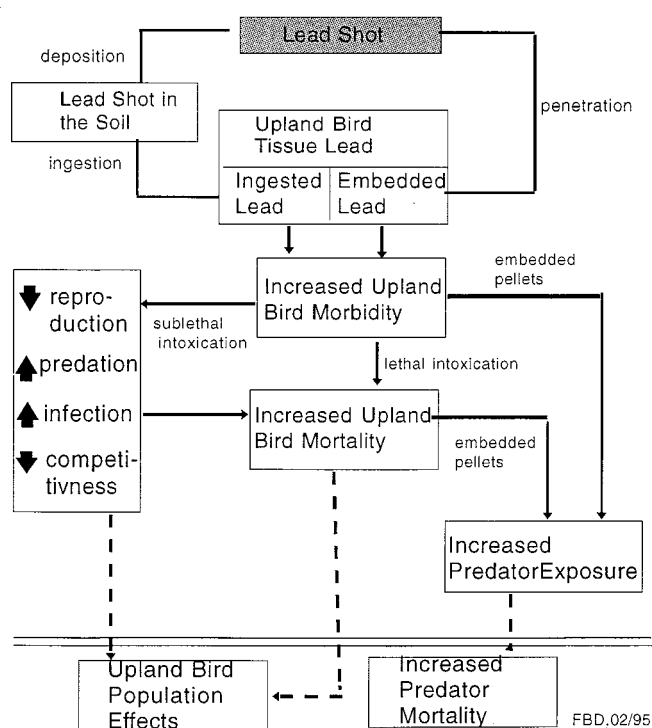 Lead Shot
deposition
Lead Shot in
the Soil
penetration
Upland Bird
Tissue Lead
ingestion
Ingested
Lead
Embedded
Lead
embedded
pellets
Increased Upland
Bird Morbidity
repro-
duction
sublethal
intoxication
predation
lethal intoxication
infection
Increased Upland
Bird Mortality
embedded
pellets
competi-
tivness
Increased
PredatorExposure
Upland Bird
Population
Effects
Increased
Predator
Mortality
FBD.02/95